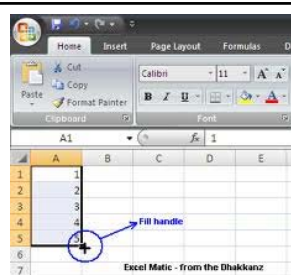 Home Insert Page Layout Formulas D
Cut
Copy
Paste
Format Painter
Clipboard
Calibri 11 A A
B I U A
Font
A1 fx 1
A B C D E
1 1
2 2
3 3
4 4
5 5
6
7
Fill handle
Excel Matic - from the Dhakkanz